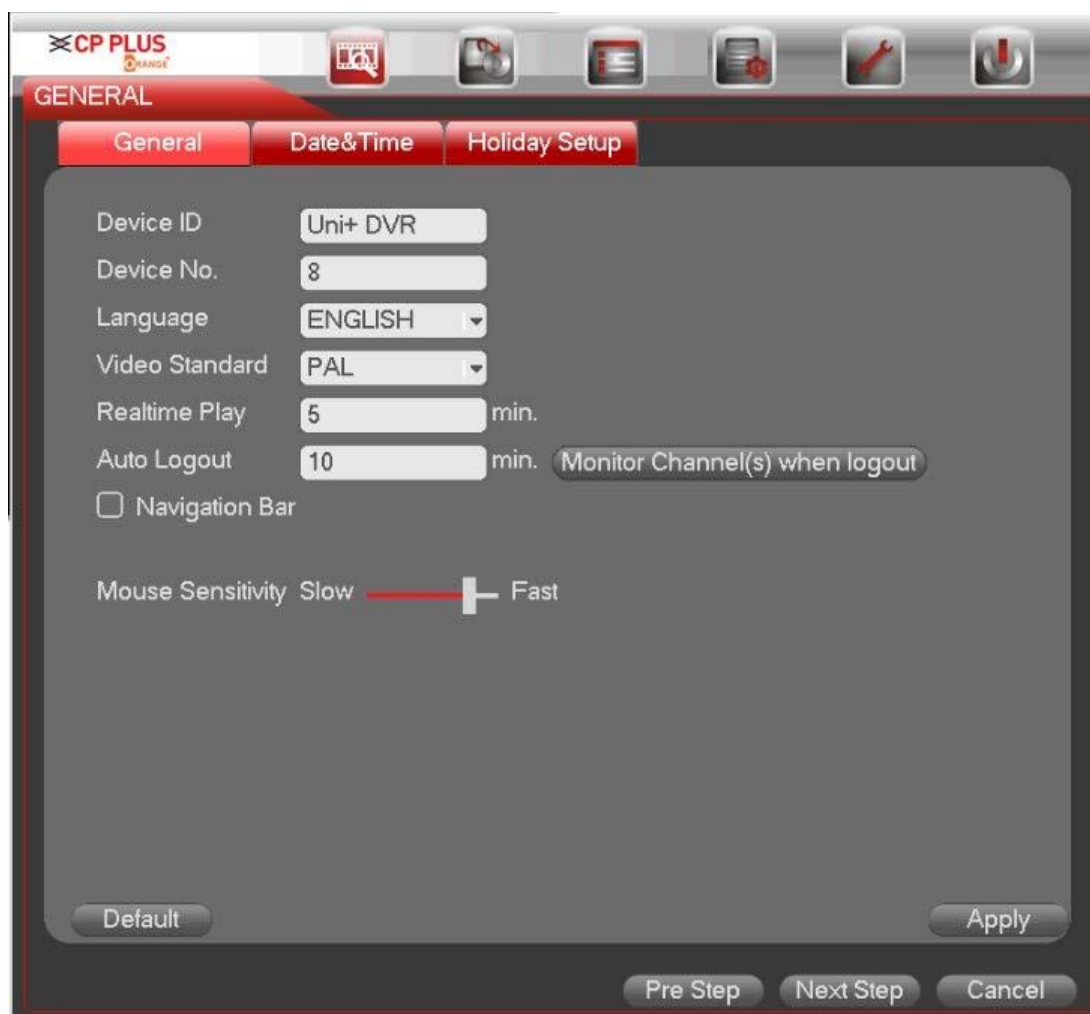 CP PLUS
ORANGE
GENERAL
General Date&Time Holiday Setup
Device ID Uni+ DVR
Device No. 8
Language ENGLISH
Video Standard PAL
Realtime Play 5 min.
Auto Logout 10 min. Monitor Channel(s) when logout
Navigation Bar
Mouse Sensitivity Slow Fast
Default Apply
Pre Step Next Step Cancel